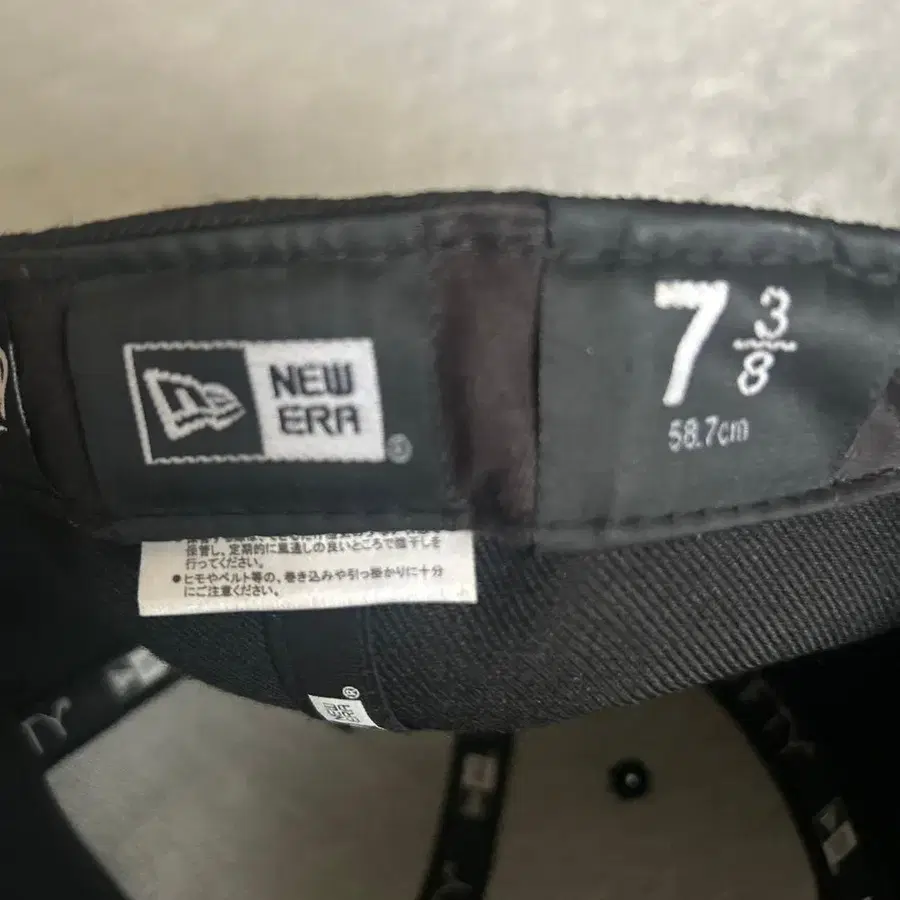 NEW
ERA
®
7 3/8
58.7cm
保管し、定期的に風通しの良いところで陰干しを
行ってください。
●ヒモやベルト等の、巻き込みや引っ掛かりに十分
にご注意ください。
®